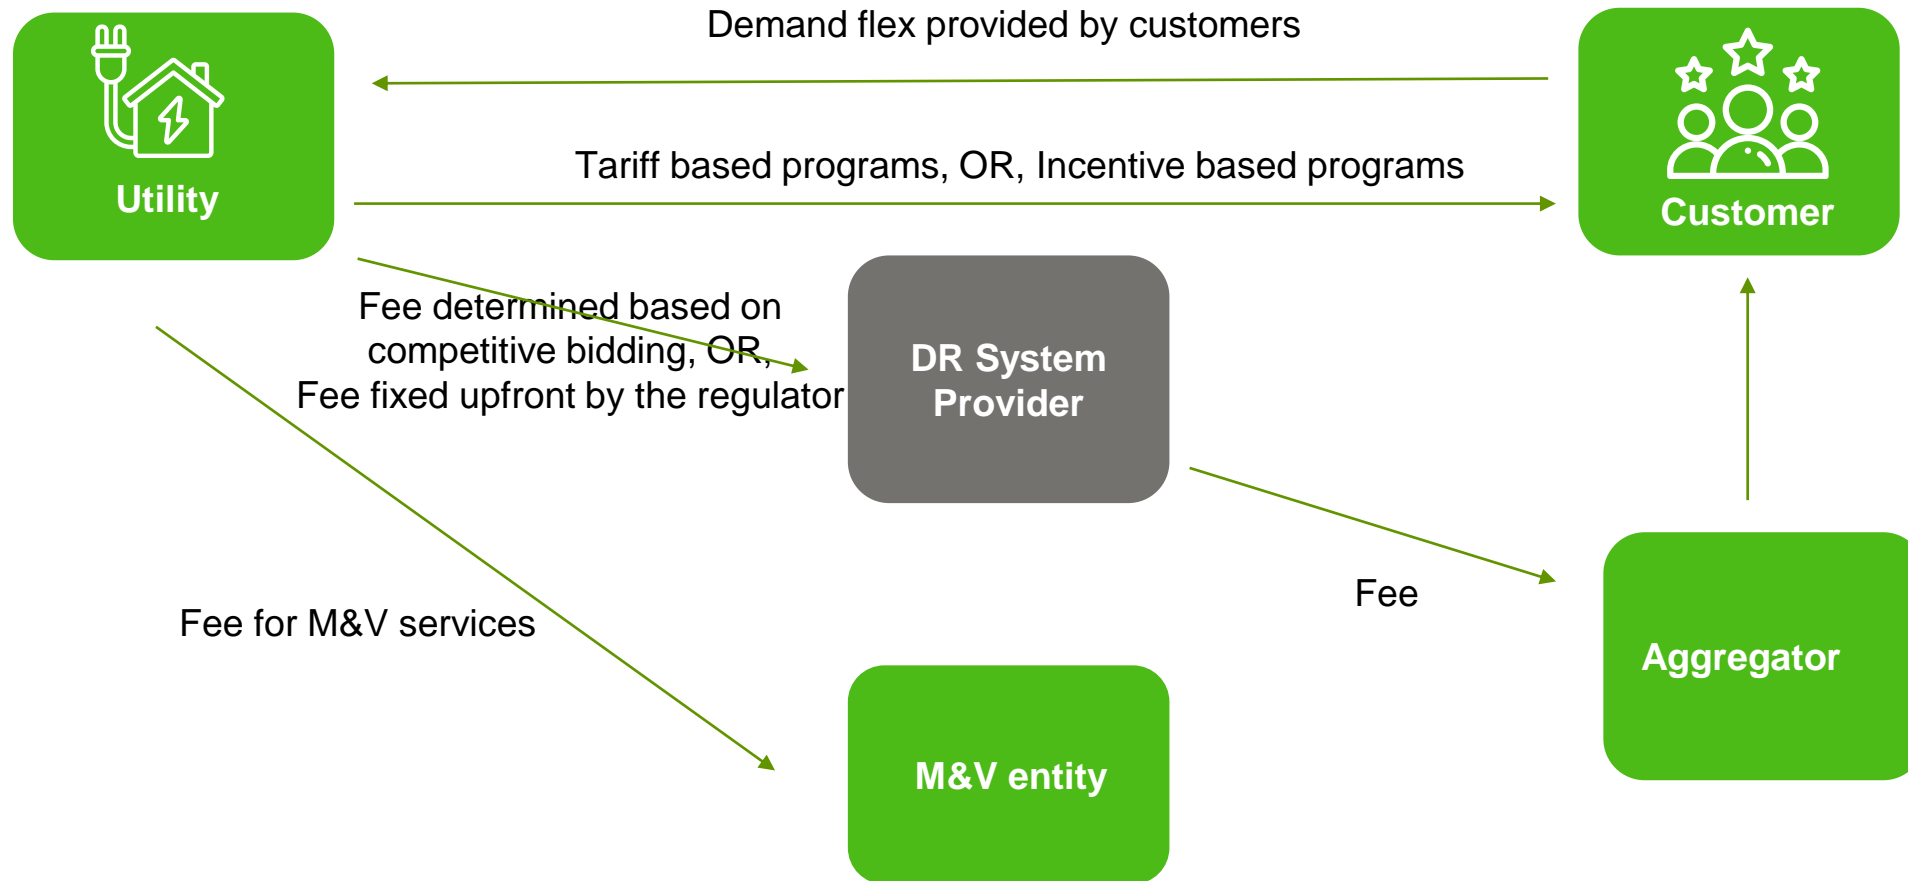 Demand flex provided by customers
Utility
Tariff based programs, OR, Incentive based programs
Customer
Fee determined based on
competitive bidding, OR,
Fee fixed upfront by the regulator
DR System
Provider
Fee
Fee for M&V services
Aggregator
M&V entity